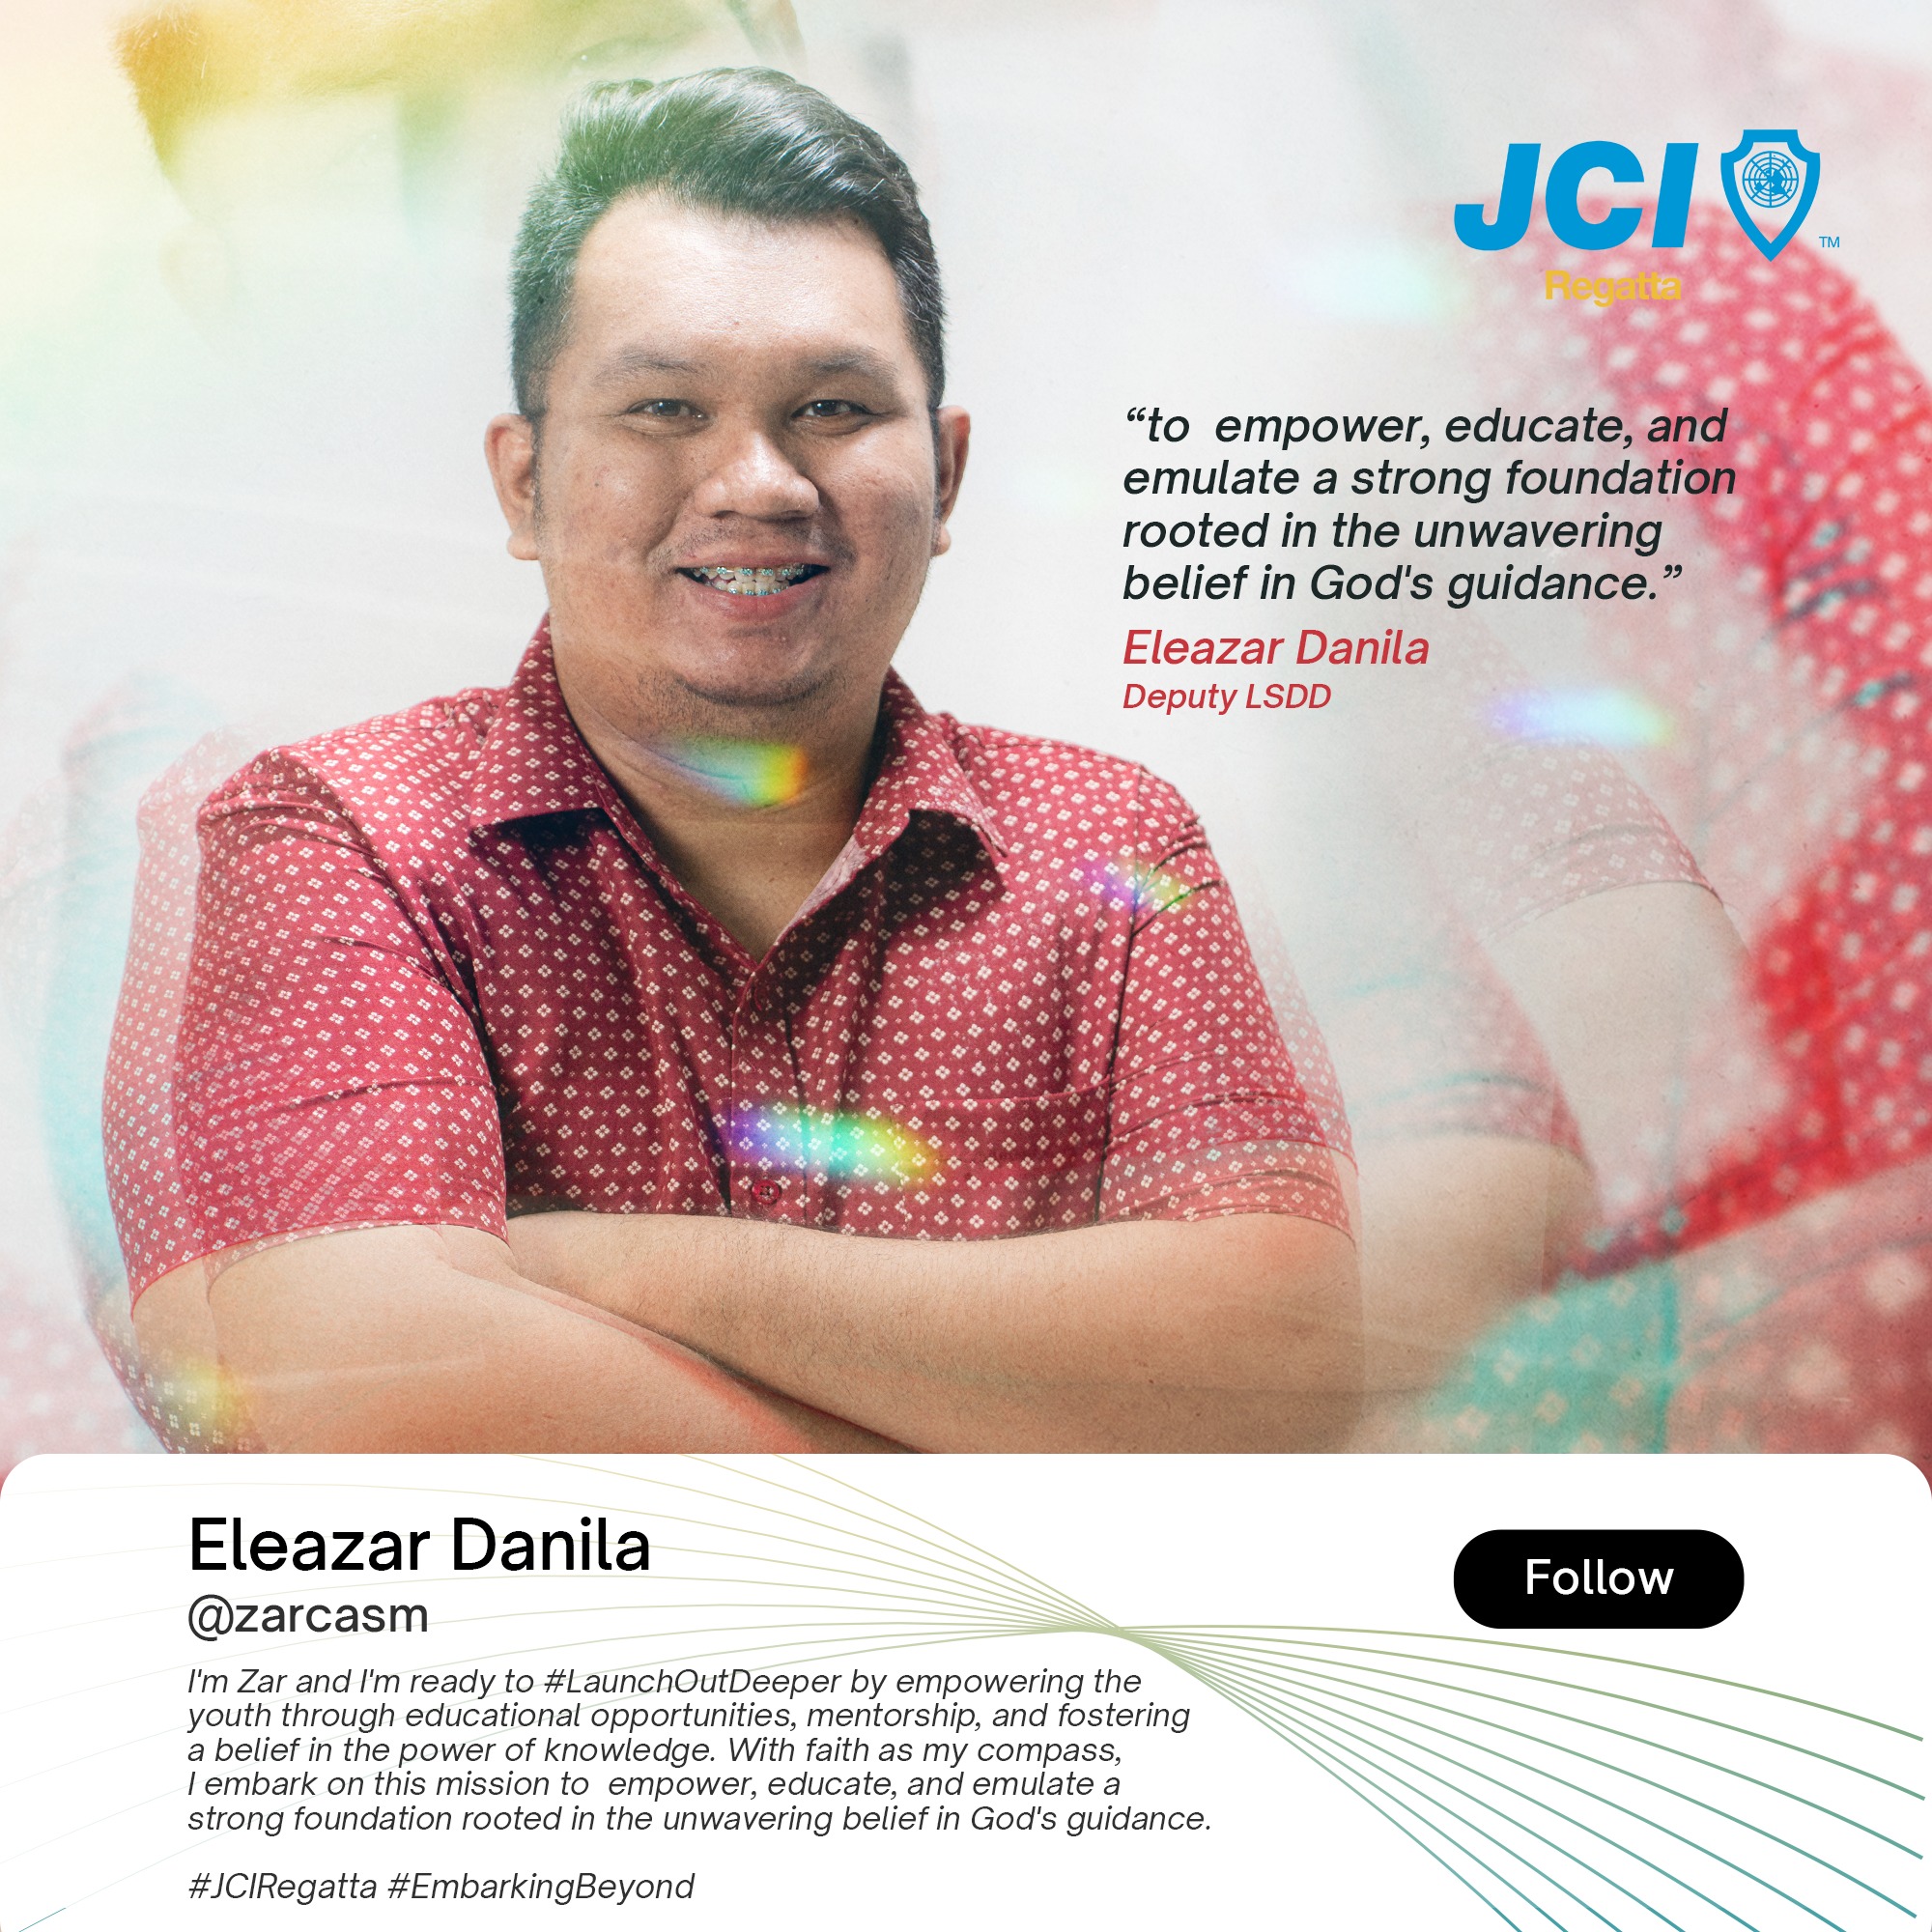 JCI
TM
Regatta
“to  empower, educate, and
emulate a strong foundation
rooted in the unwavering
belief in God's guidance.”
Eleazar Danila
Deputy LSDD
Eleazar Danila
@zarcasm
Follow
I'm Zar and I'm ready to #LaunchOutDeeper by empowering the
youth through educational opportunities, mentorship, and fostering
a belief in the power of knowledge. With faith as my compass,
I embark on this mission to  empower, educate, and emulate a
strong foundation rooted in the unwavering belief in God's guidance.
#JCIRegatta #EmbarkingBeyond